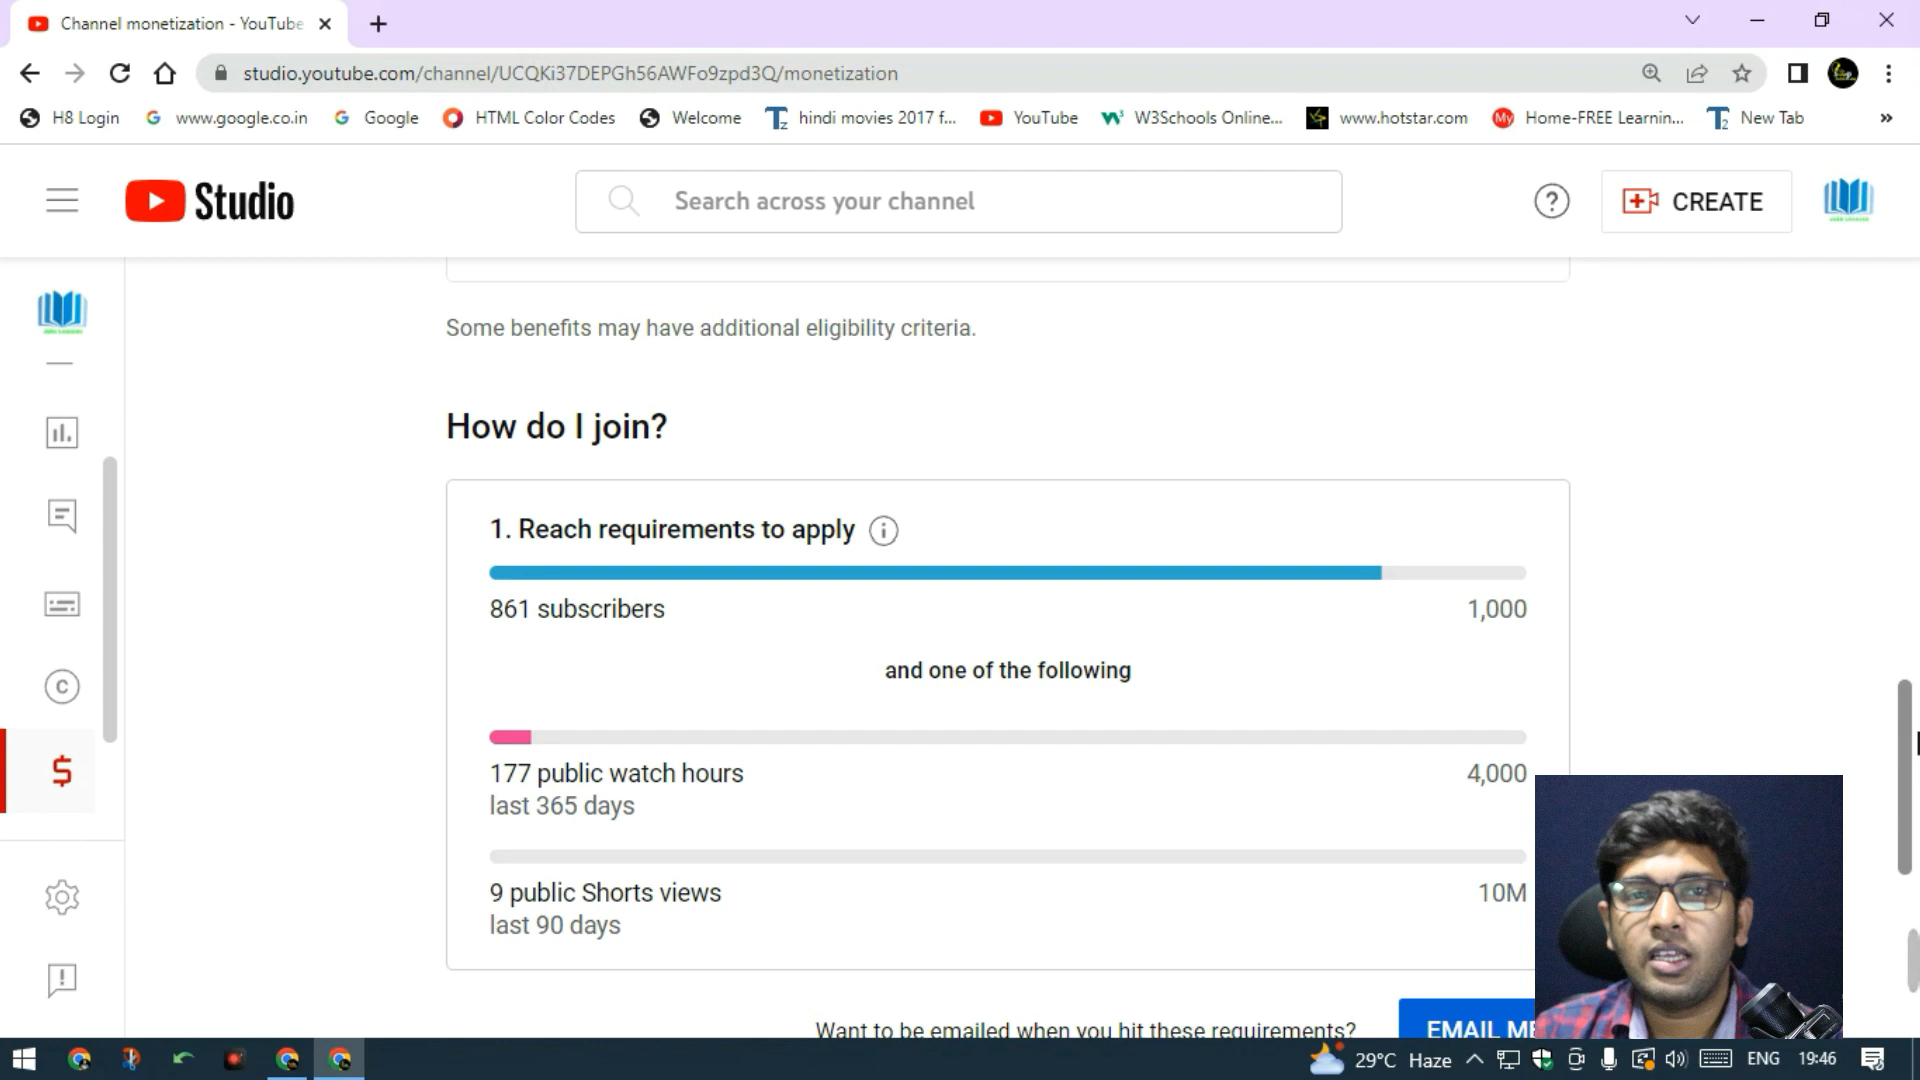 Channel monetization - YouTube
studio.youtube.com/channel/UCQKi37DEPGh56AWFo9zpd3Q/monetization
H8 Login www.google.co.in Google HTML Color Codes Welcome hindi movies 2017 f... YouTube W3Schools Online... www.hotstar.com Home-FREE Learnin... New Tab »
Studio
Search across your channel
CREATE
Some benefits may have additional eligibility criteria.
How do I join?
1. Reach requirements to apply
861 subscribers 1,000
and one of the following
177 public watch hours 4,000
last 365 days
9 public Shorts views 10M
last 90 days
Want to be emailed when you hit these requirements? EMAIL ME
29°C Haze ENG 19:46